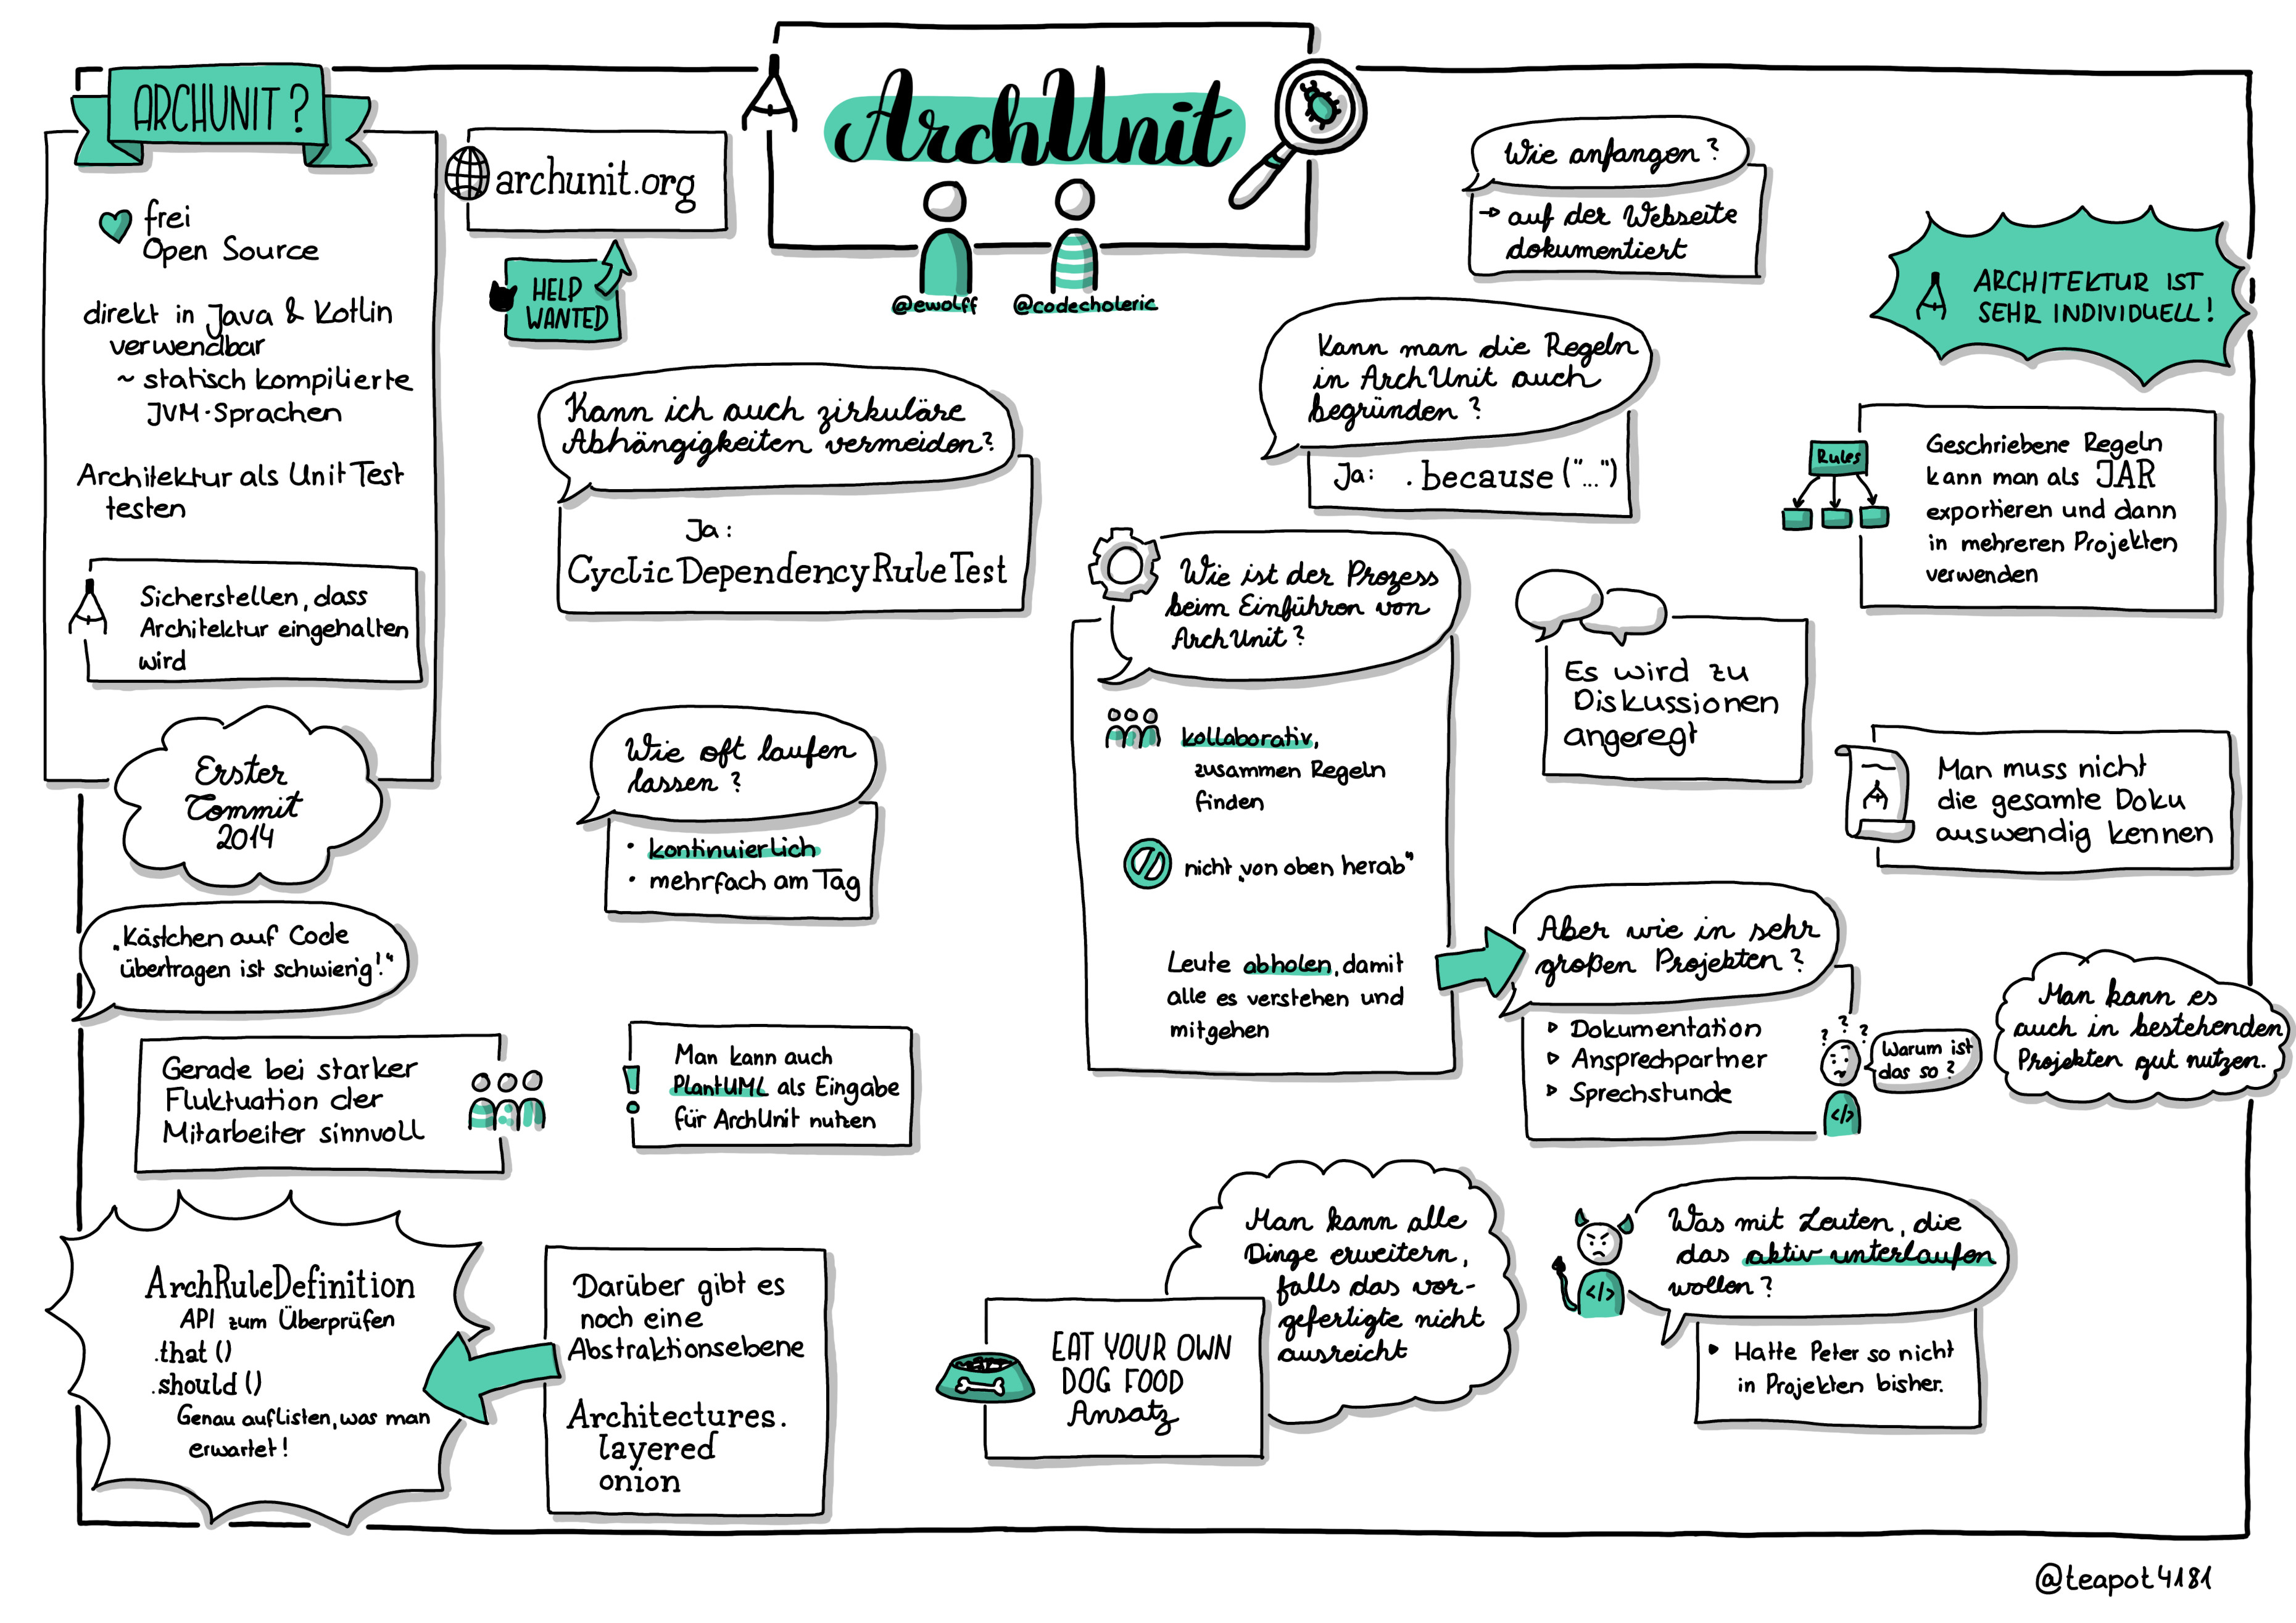 ArchUnit
@ewolff
@codecholeric
ARCHUNIT?
frei
Open Source
direkt in Java & Kotlin
verwendbar
~ statisch kompilierte
JVM-Sprachen
Architektur als Unit Test
testen
Sicherstellen, dass
Architektur eingehalten
wird
Erster
Commit
2014
„Kästchen auf Code
übertragen ist schwierig!"
Gerade bei starker
Fluktuation der
Mitarbeiter sinnvoll
ArchRuleDefinition
API zum Überprüfen
.that()
.should()
Genau auflisten, was man
erwartet!
archunit.org
HELP
WANTED
Kann ich auch zirkuläre
Abhängigkeiten vermeiden?
Ja:
CyclicDependencyRuleTest
Wie oft laufen
lassen?
• kontinuierlich
• mehrfach am Tag
!
Man kann auch
PlantUML als Eingabe
für ArchUnit nutzen
Darüber gibt es
noch eine
Abstraktionsebene
Architectures.
layered
onion
Wie anfangen?
→ auf der Webseite
dokumentiert
Kann man die Regeln
in ArchUnit auch
begründen?
Ja: .because("...")
Wie ist der Prozess
beim Einführen von
ArchUnit?
kollaborativ,
zusammen Regeln
finden
nicht „von oben herab"
Leute abholen, damit
alle es verstehen und
mitgehen
Aber wie in sehr
großen Projekten?
▹ Dokumentation
▹ Ansprechpartner
▹ Sprechstunde
? ? ?
Warum ist
das so?
</>
Es wird zu
Diskussionen
angeregt
ARCHITEKTUR IST
SEHR INDIVIDUELL!
Rules
Geschriebene Regeln
kann man als JAR
exportieren und dann
in mehreren Projekten
verwenden
Man muss nicht
die gesamte Doku
auswendig kennen
Man kann es
auch in bestehenden
Projekten gut nutzen.
Man kann alle
Dinge erweitern,
falls das vor-
gefertigte nicht
ausreicht
EAT YOUR OWN
DOG FOOD
Ansatz
Was mit Leuten, die
das aktiv unterlaufen
wollen?
</>
▸ Hatte Peter so nicht
in Projekten bisher.
@teapot4181